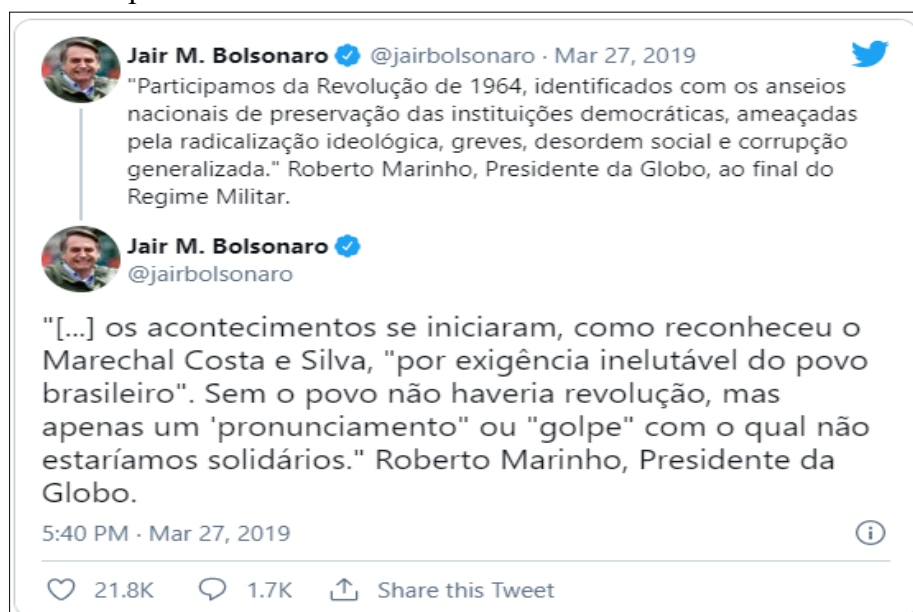 Jair M. Bolsonaro @jairbolsonaro · Mar 27, 2019
"Participamos da Revolução de 1964, identificados com os anseios
nacionais de preservação das instituições democráticas, ameaçadas
pela radicalização ideológica, greves, desordem social e corrupção
generalizada." Roberto Marinho, Presidente da Globo, ao final do
Regime Militar.
Jair M. Bolsonaro
@jairbolsonaro
"[...] os acontecimentos se iniciaram, como reconheceu o
Marechal Costa e Silva, "por exigência inelutável do povo
brasileiro". Sem o povo não haveria revolução, mas
apenas um 'pronunciamento" ou "golpe" com o qual não
estaríamos solidários." Roberto Marinho, Presidente da
Globo.
5:40 PM · Mar 27, 2019
21.8K 1.7K Share this Tweet